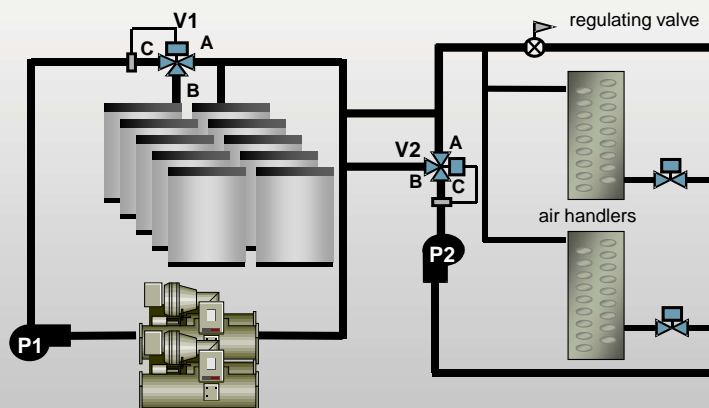 V1
regulating valve
C
A
B
V2
A
B
C
air handlers
P2
P1